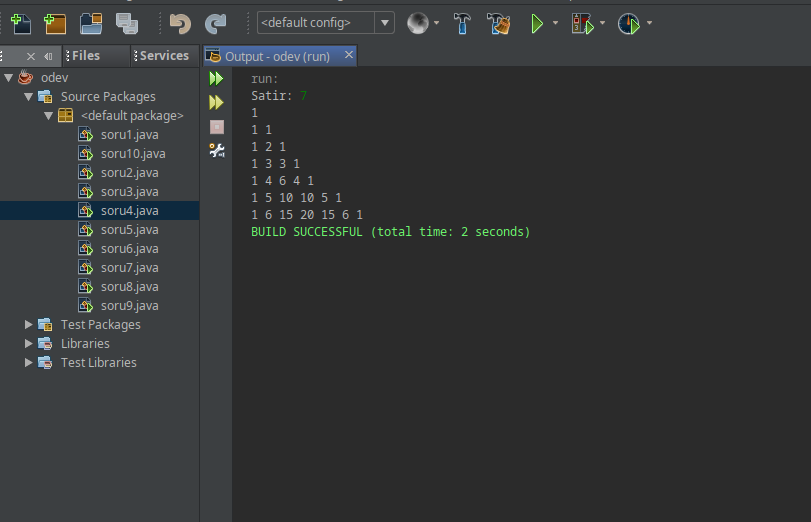 <default config>
Files
Services
Output - odev (run)
odev
Source Packages
<default package>
soru1.java
soru10.java
soru2.java
soru3.java
soru4.java
soru5.java
soru6.java
soru7.java
soru8.java
soru9.java
Test Packages
Libraries
Test Libraries
run:
Satir: 7
1
1 1
1 2 1
1 3 3 1
1 4 6 4 1
1 5 10 10 5 1
1 6 15 20 15 6 1
BUILD SUCCESSFUL (total time: 2 seconds)